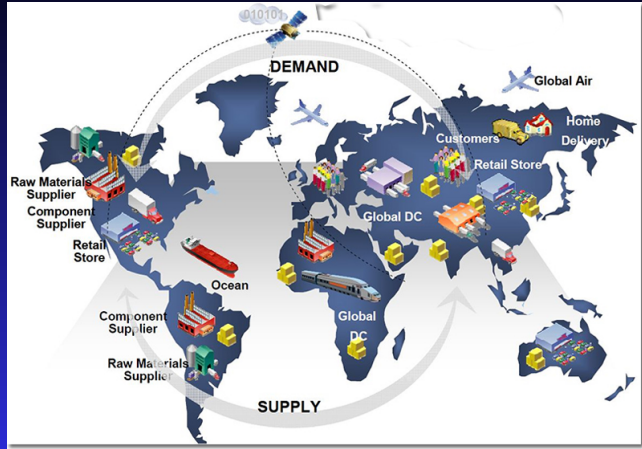 010101
DEMAND
Global Air
Home
Delivery
Customers
Retail Store
Raw Materials
Supplier
Component
Supplier
Global DC
Retail
Store
Ocean
Component
Supplier
Global
DC
Raw Materials
Supplier
SUPPLY